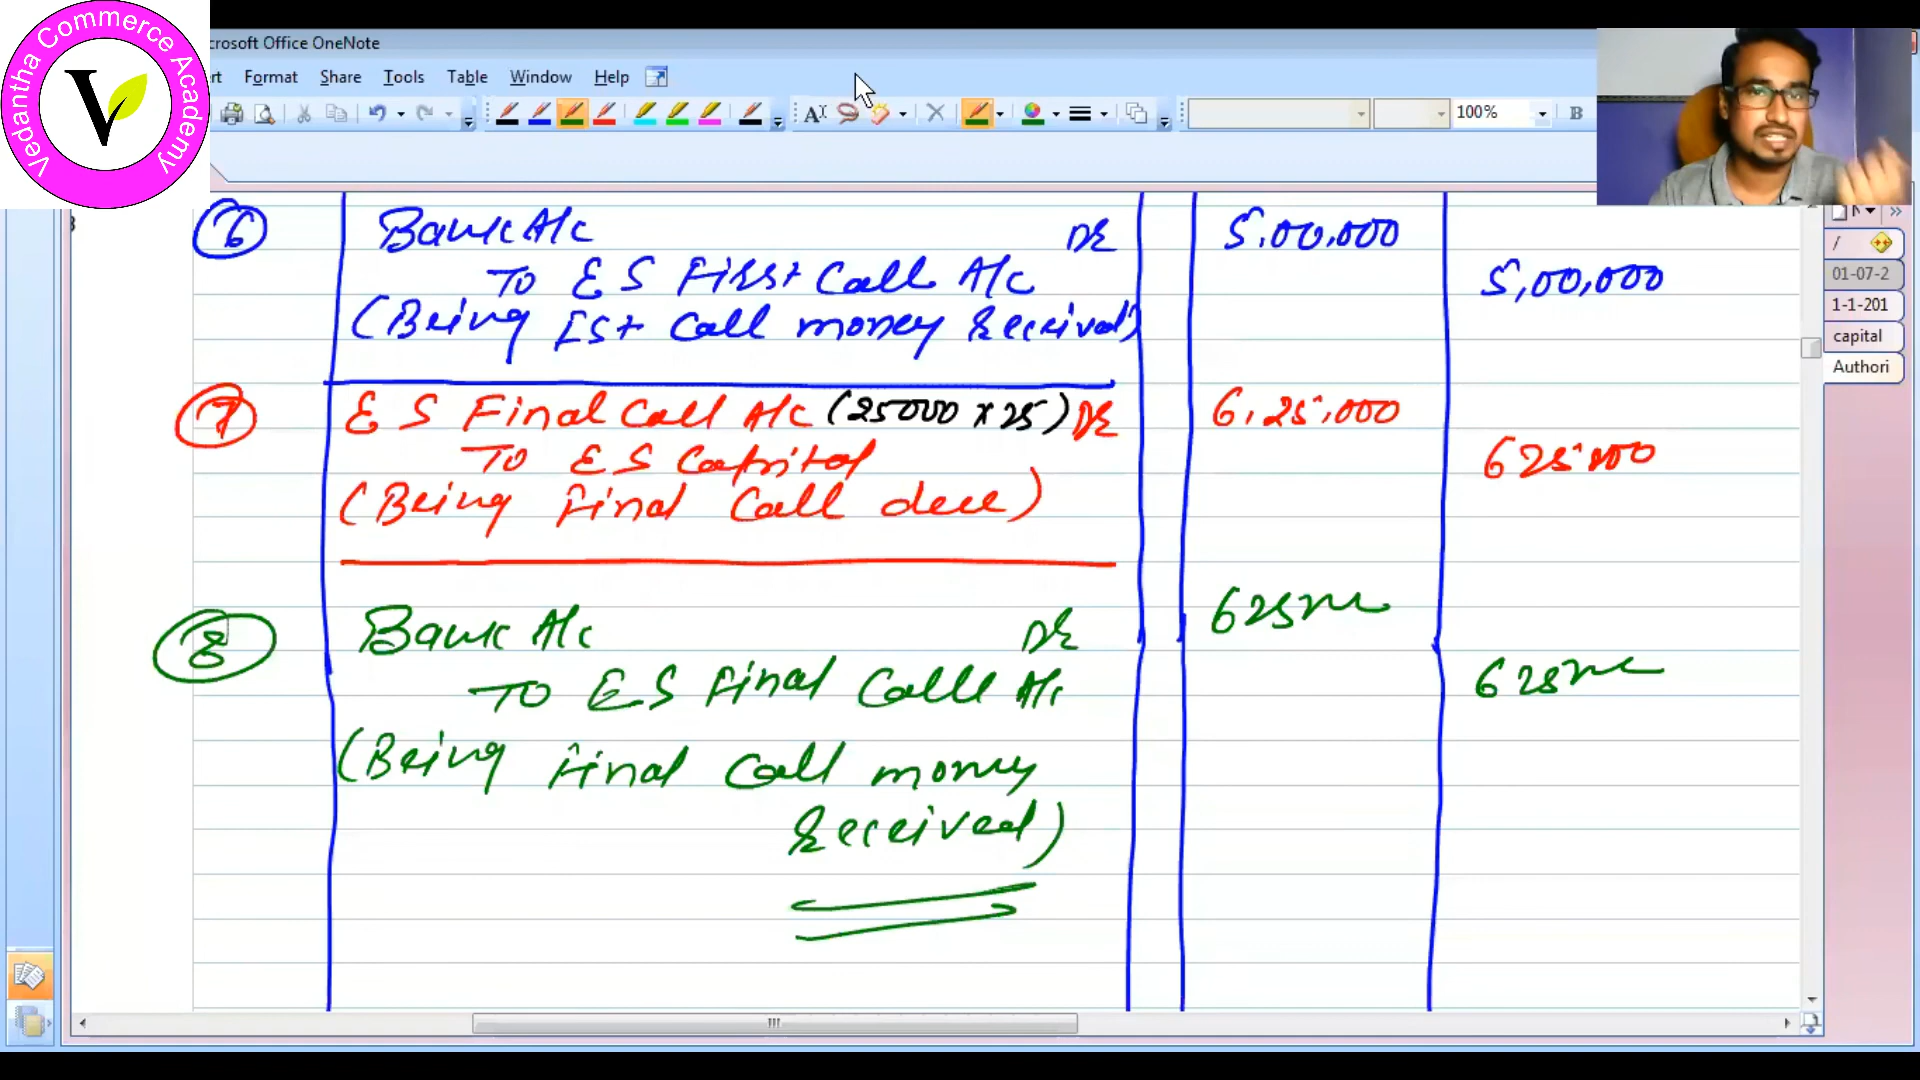 Vedantha Commerce Academy
V
crosoft Office OneNote
rt Format Share Tools Table Window Help
100% B
6 Bank A/c Dr 5,00,000
To E S First Call A/c 5,00,000
(Being Ist Call money Received)
7 E S Final Call A/c (25000 x 25) Dr 6,25,000
To E S Capital 625000
(Being Final Call
8 Bank A/c Dr
To E S Final Call A/c
(Being Final Call money
Received)
/
01-07-2
1-1-201
capital
Authori